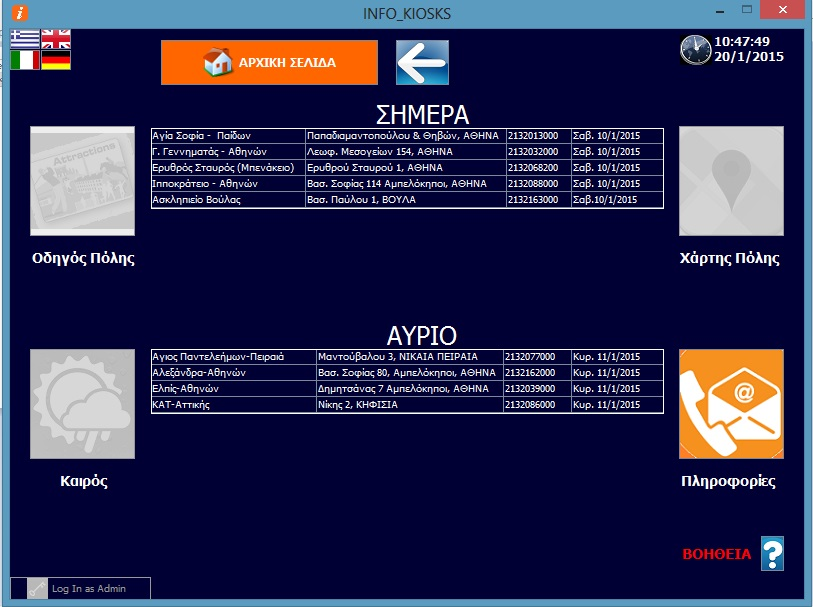 INFO_KIOSKS
ΑΡΧΙΚΗ ΣΕΛΙΔΑ
10:47:49
20/1/2015
ΣΗΜΕΡΑ
Αγία Σοφία - Παίδων Παπαδιαμαντοπούλου & Θηβών, ΑΘΗΝΑ 2132013000 Σαβ. 10/1/2015
Γ. Γεννηματάς - Αθηνών Λεωφ. Μεσογείων 154, ΑΘΗΝΑ 2132032000 Σαβ. 10/1/2015
Ερυθρός Σταυρός (Μπενάκειο) Ερυθρού Σταυρού 1, ΑΘΗΝΑ 2132068200 Σαβ. 10/1/2015
Ιπποκράτειο - Αθηνών Βασ. Σοφίας 114 Αμπελόκηποι, ΑΘΗΝΑ 2132088000 Σαβ. 10/1/2015
Ασκληπιείο Βούλας Βασ. Παύλου 1, ΒΟΥΛΑ 2132163000 Σαβ.10/1/2015
Attractions
Οδηγός Πόλης
Χάρτης Πόλης
ΑΥΡΙΟ
Αγιος Παντελεήμων-Πειραιά Μαντούβαλου 3, ΝΙΚΑΙΑ ΠΕΙΡΑΙΑ 2132077000 Κυρ. 11/1/2015
Αλεξάνδρα-Αθηνών Βασ. Σοφίας 80, Αμπελόκηποι, ΑΘΗΝΑ 2132162000 Κυρ. 11/1/2015
Ελπίς-Αθηνών Δημητσάνας 7 Αμπελόκηποι, ΑΘΗΝΑ 2132039000 Κυρ. 11/1/2015
ΚΑΤ-Αττικής Νίκης 2, ΚΗΦΙΣΙΑ 2132086000 Κυρ. 11/1/2015
@
Καιρός
Πληροφορίες
ΒΟΗΘΕΙΑ ?
Log In as Admin